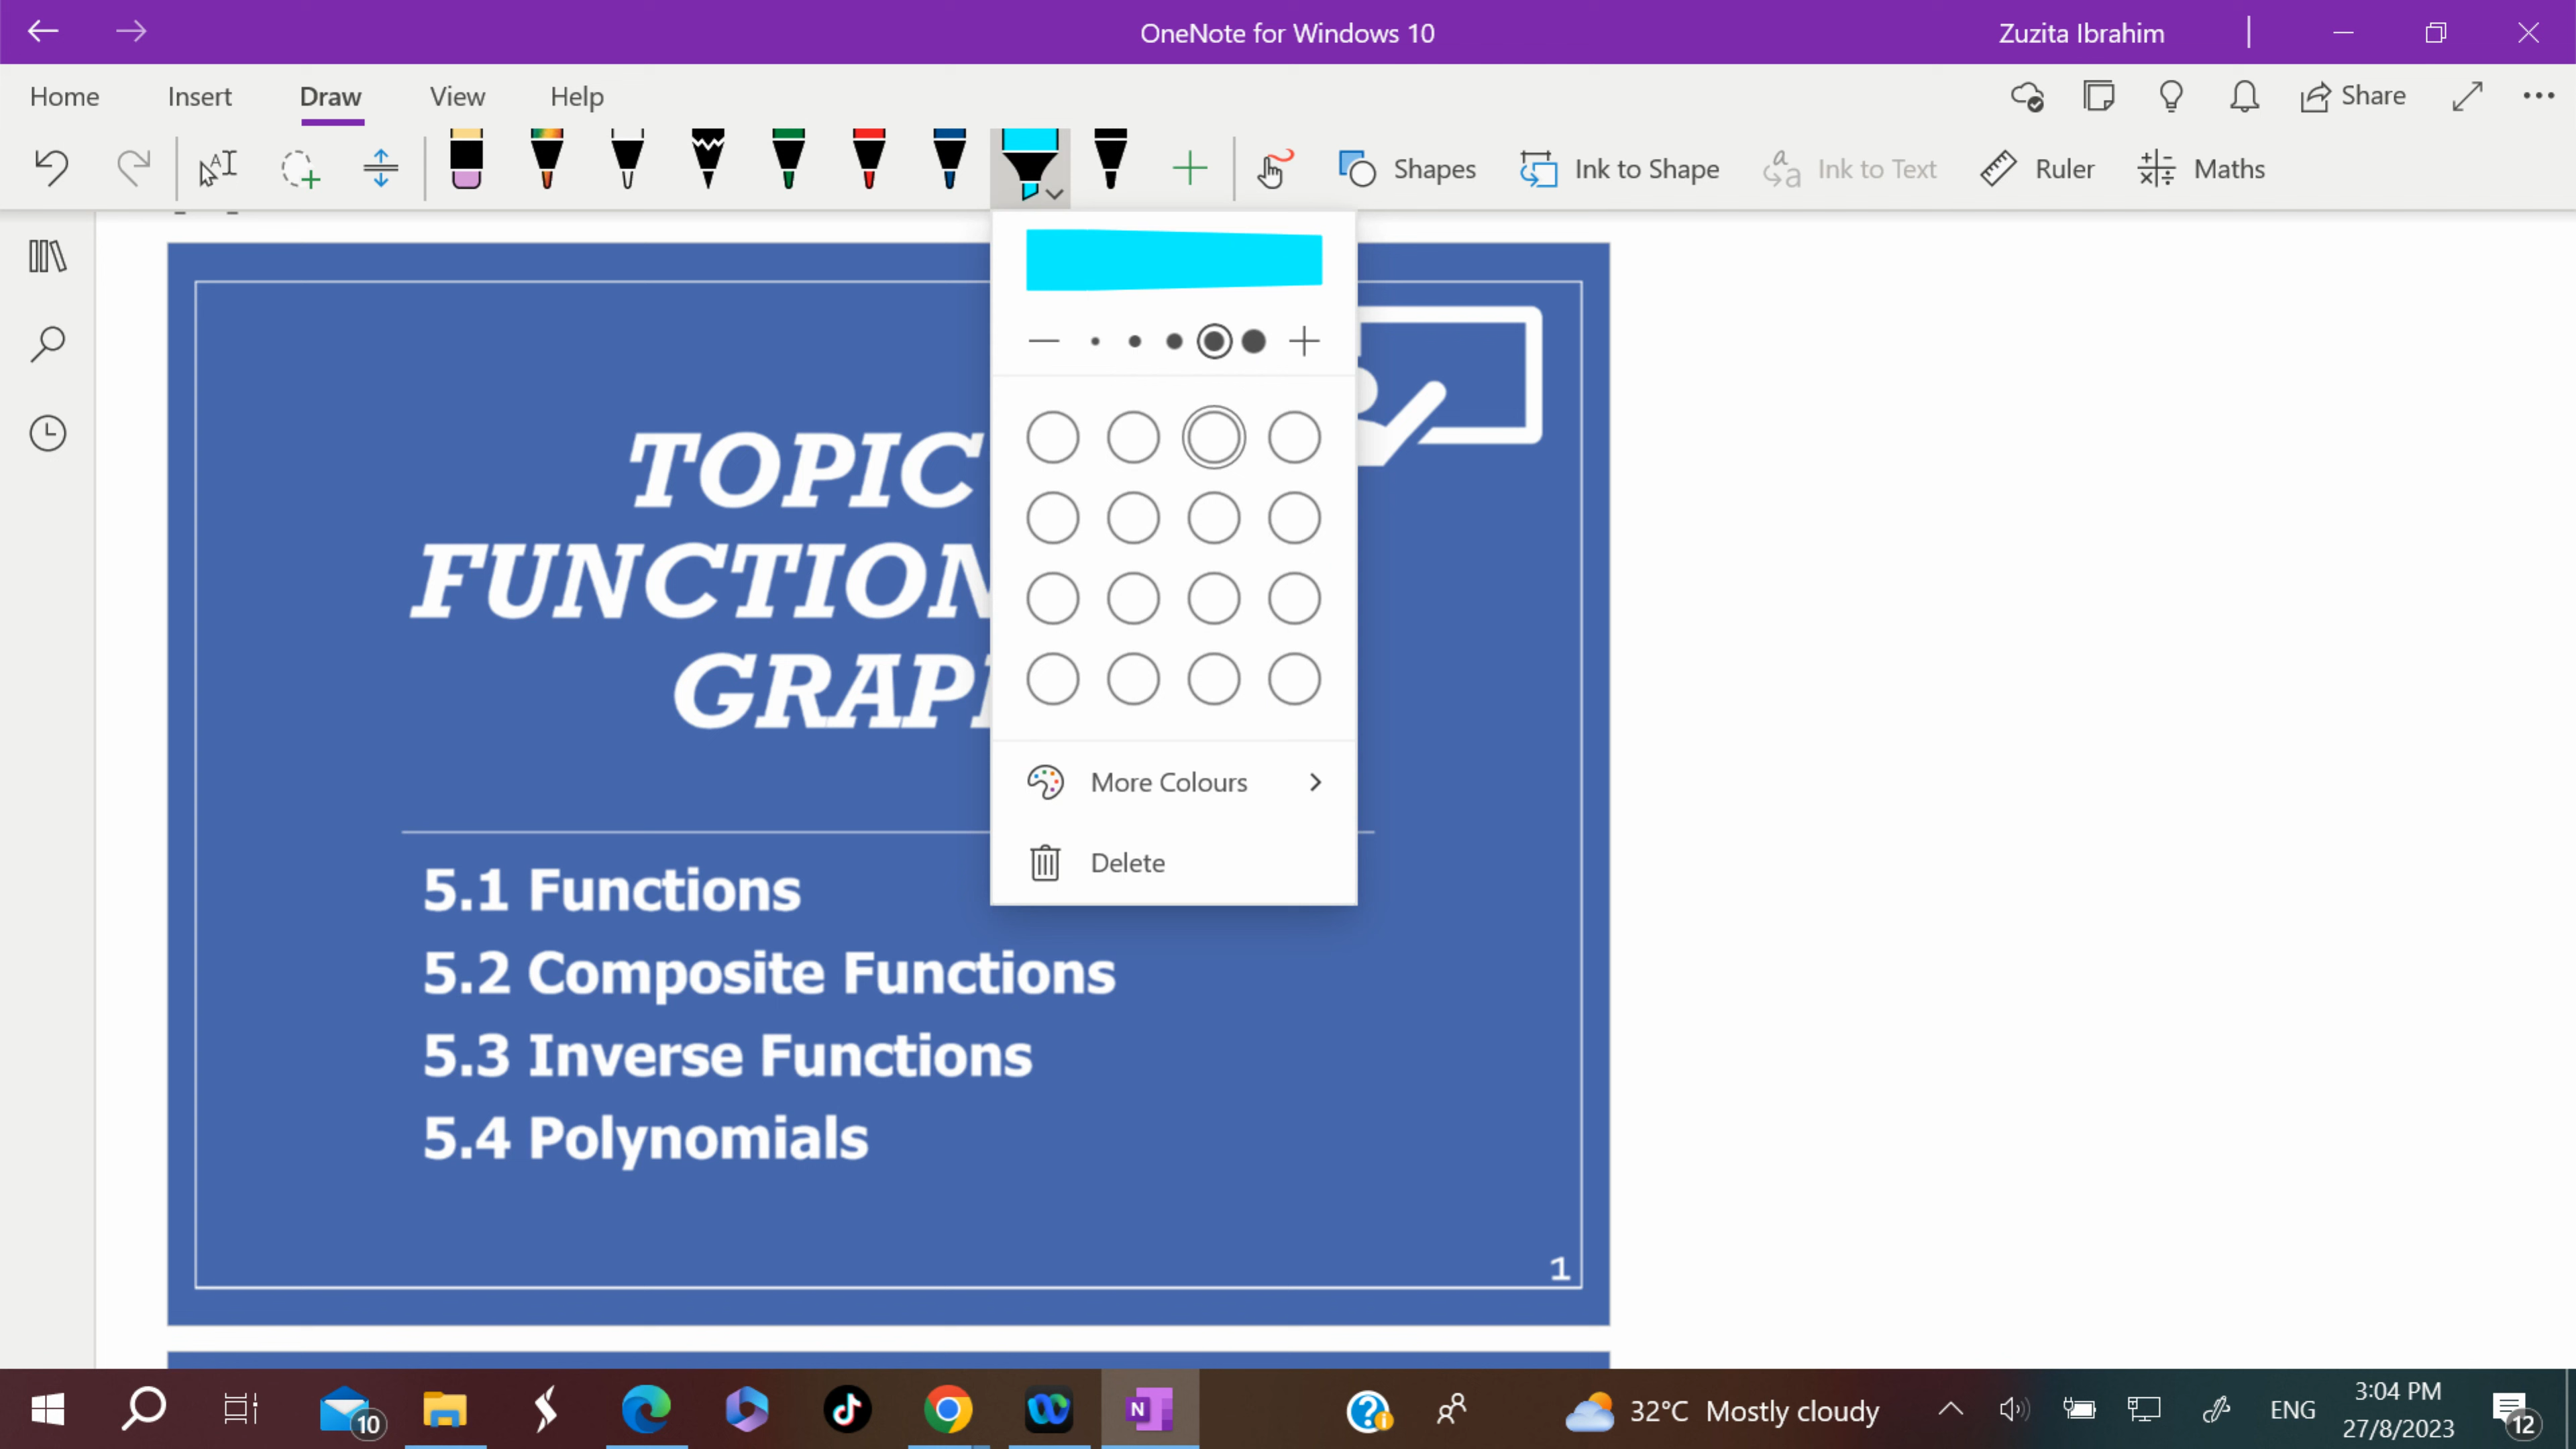 OneNote for Windows 10
Zuzita Ibrahim
Home Insert Draw View Help
Share
Shapes Ink to Shape Ink to Text Ruler Maths
TOPIC
FUNCTION
GRAP
More Colours
Delete
5.1 Functions
5.2 Composite Functions
5.3 Inverse Functions
5.4 Polynomials
1
10
N
32°C Mostly cloudy
ENG
3:04 PM
27/8/2023
12